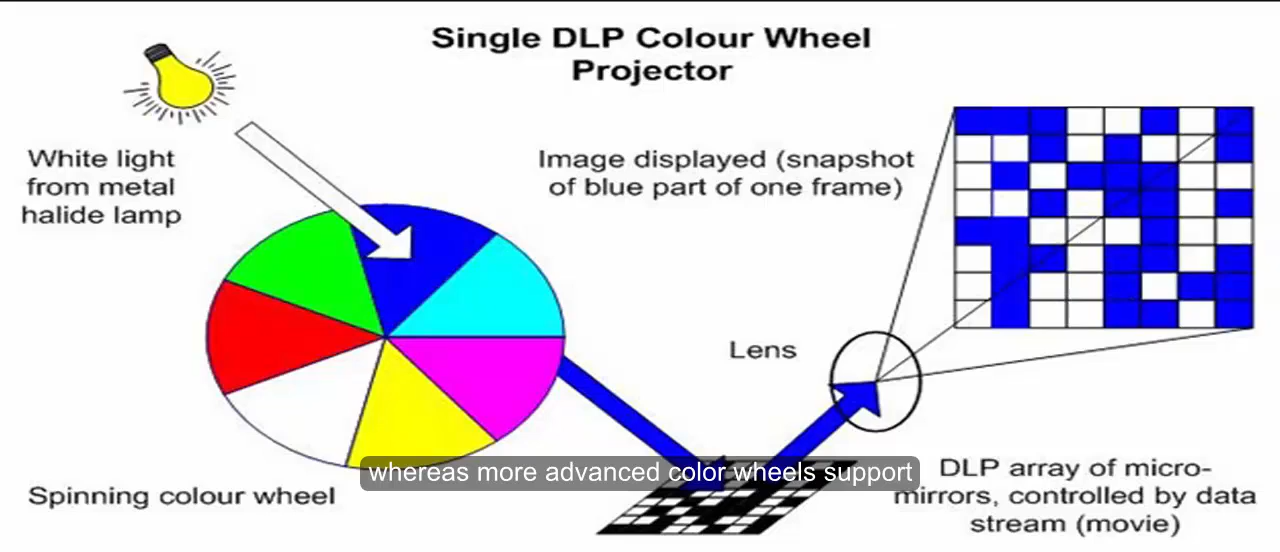 Single DLP Colour Wheel
Projector
White light
from metal
halide lamp
Image displayed (snapshot
of blue part of one frame)
Lens
Spinning colour wheel
whereas more advanced color wheels support
DLP array of micro-
mirrors, controlled by data
stream (movie)